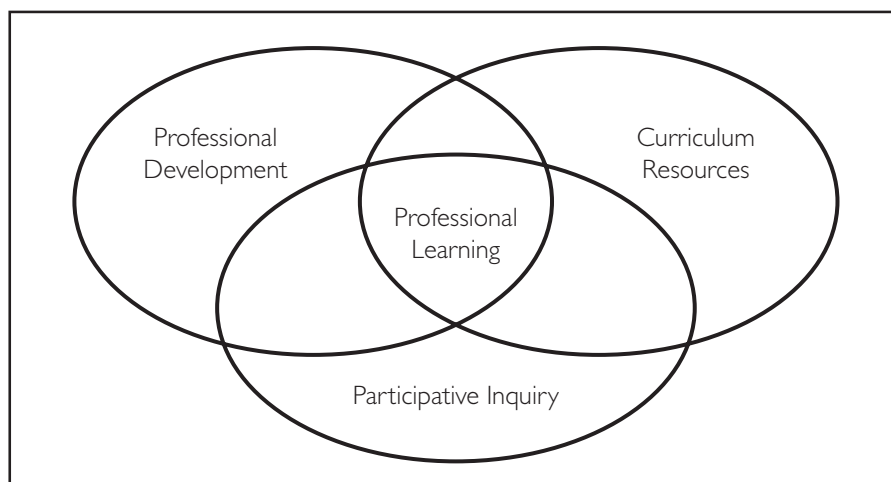 Professional
Development
Curriculum
Resources
Professional
Learning
Participative Inquiry